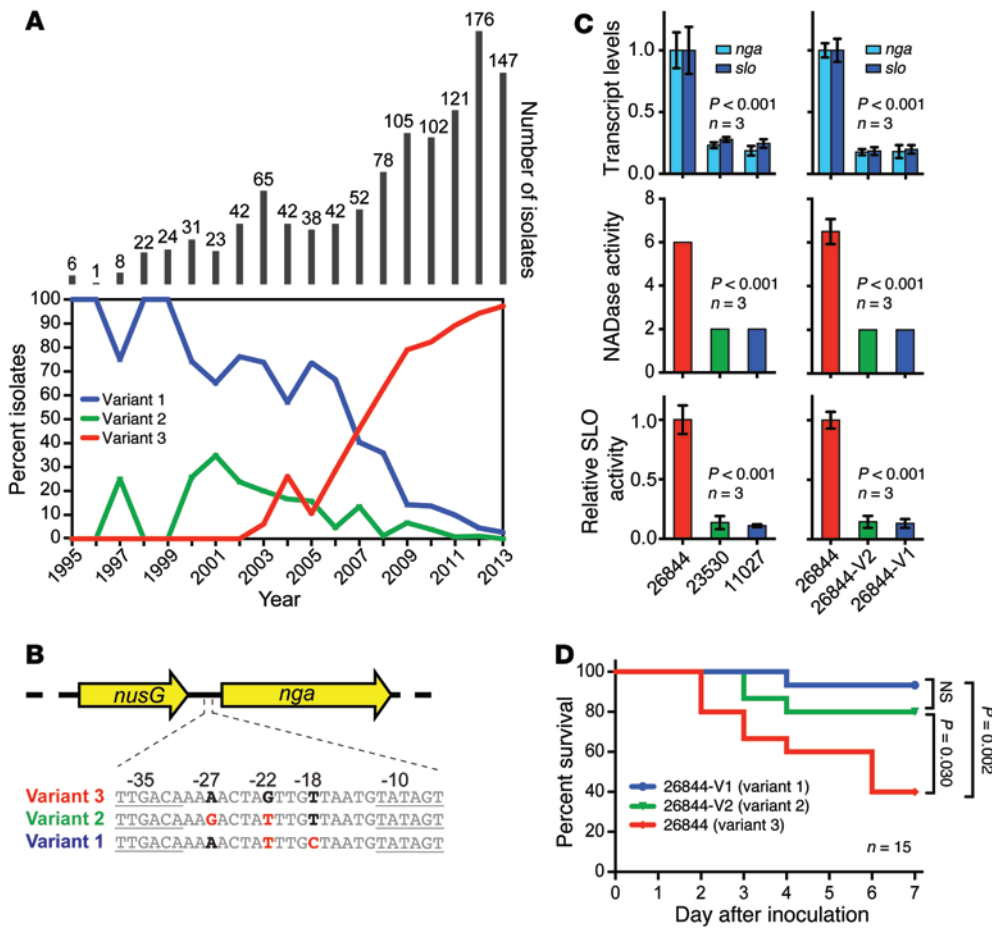 A
6
1
8
22
24
31
23
42
65
42
38
42
52
78
105
102
121
176
147
Number of isolates
100
90
80
70
60
50
40
30
20
10
0
Percent isolates
Variant 1
Variant 2
Variant 3
1995
1997
1999
2001
2003
2005
2007
2009
2011
2013
Year
B
nusG
nga
-35 -27 -22 -18 -10
Variant 3 TTGACAAAAACTAGTTGTTAATGTATAGT
Variant 2 TTGACAAAGACTATTTGTTAATGTATAGT
Variant 1 TTGACAAAAACTATTTGCTAATGTATAGT
C
Transcript levels
1.0
0.5
0.0
nga
slo
P < 0.001
n = 3
nga
slo
P < 0.001
n = 3
NADase activity
8
6
4
2
0
P < 0.001
n = 3
P < 0.001
n = 3
Relative SLO
activity
1.0
0.5
0.0
P < 0.001
n = 3
P < 0.001
n = 3
26844
23530
11027
26844
26844-V2
26844-V1
D
Percent survival
100
80
60
40
20
0
26844-V1 (variant 1)
26844-V2 (variant 2)
26844 (variant 3)
n = 15
NS
P = 0.030
P = 0.002
0 1 2 3 4 5 6 7
Day after inoculation